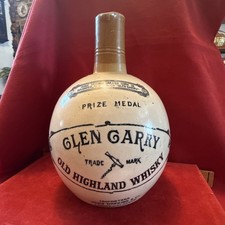 PRIZE MEDAL
GLEN GARRY
TRADE MARK
OLD HIGHLAND WHISKY